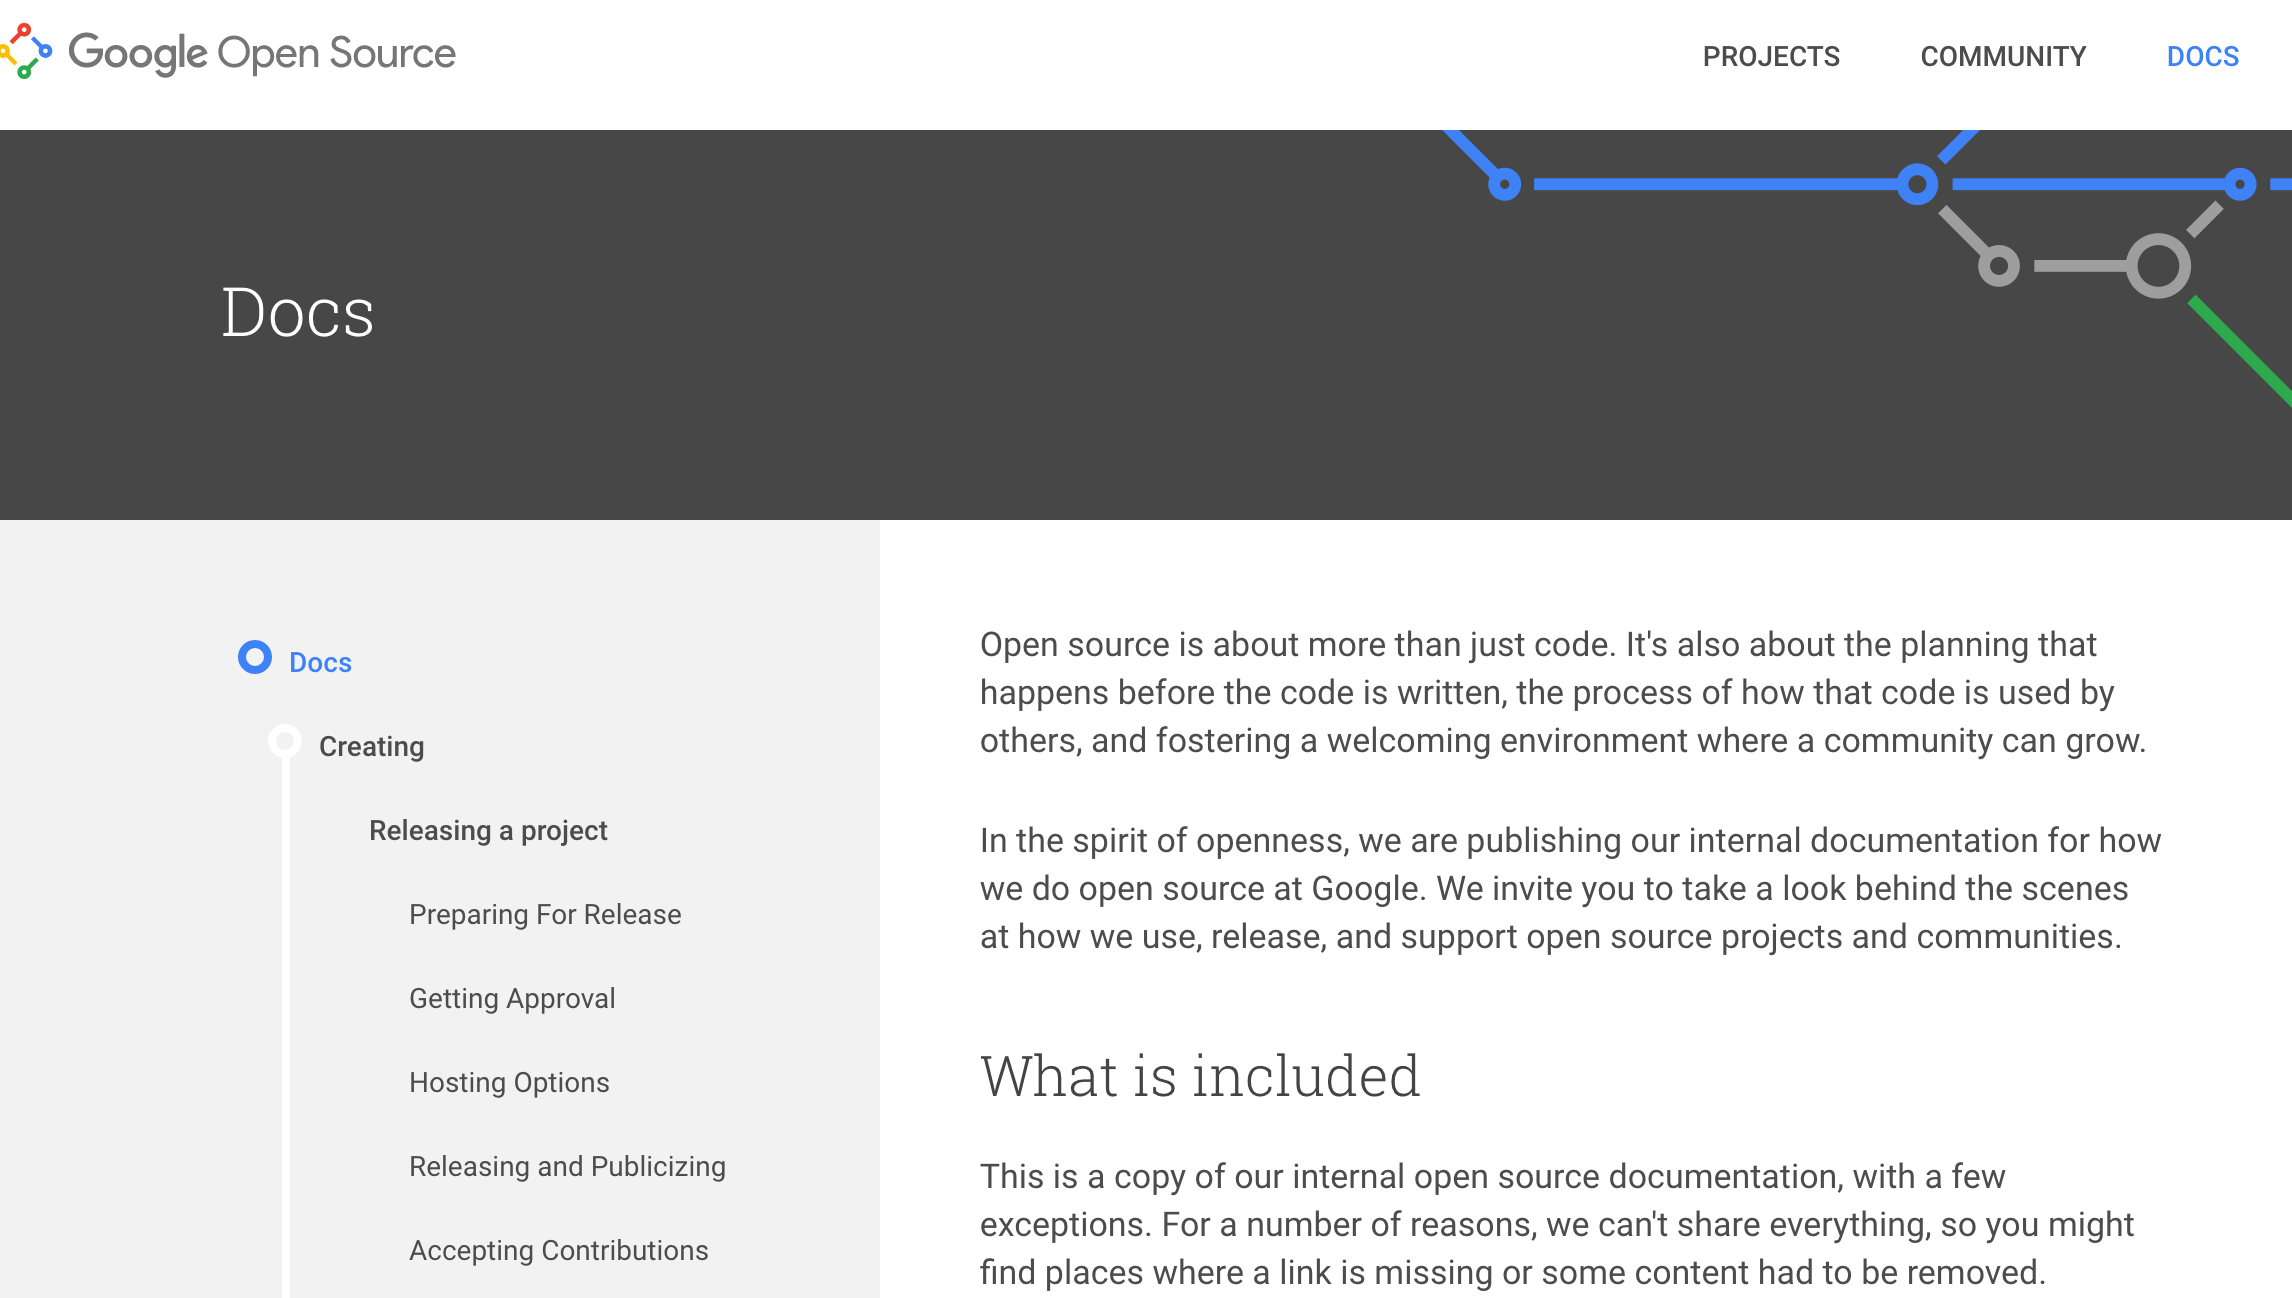 Google Open Source
PROJECTS
COMMUNITY
DOCS
Docs
Docs
Creating
Releasing a project
Preparing For Release
Getting Approval
Hosting Options
Releasing and Publicizing
Accepting Contributions
Open source is about more than just code. It's also about the planning that
happens before the code is written, the process of how that code is used by
others, and fostering a welcoming environment where a community can grow.
In the spirit of openness, we are publishing our internal documentation for how
we do open source at Google. We invite you to take a look behind the scenes
at how we use, release, and support open source projects and communities.
What is included
This is a copy of our internal open source documentation, with a few
exceptions. For a number of reasons, we can't share everything, so you might
find places where a link is missing or some content had to be removed.